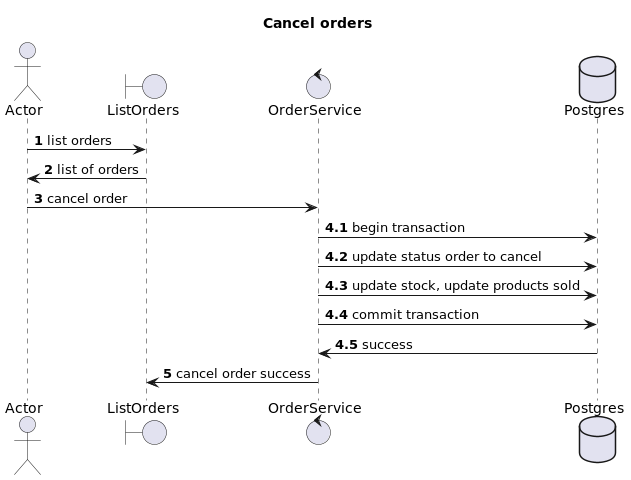 Cancel orders
Actor
ListOrders
OrderService
Postgres
1 list orders
2 list of orders
3 cancel order
4.1 begin transaction
4.2 update status order to cancel
4.3 update stock, update products sold
4.4 commit transaction
4.5 success
5 cancel order success
Actor
ListOrders
OrderService
Postgres